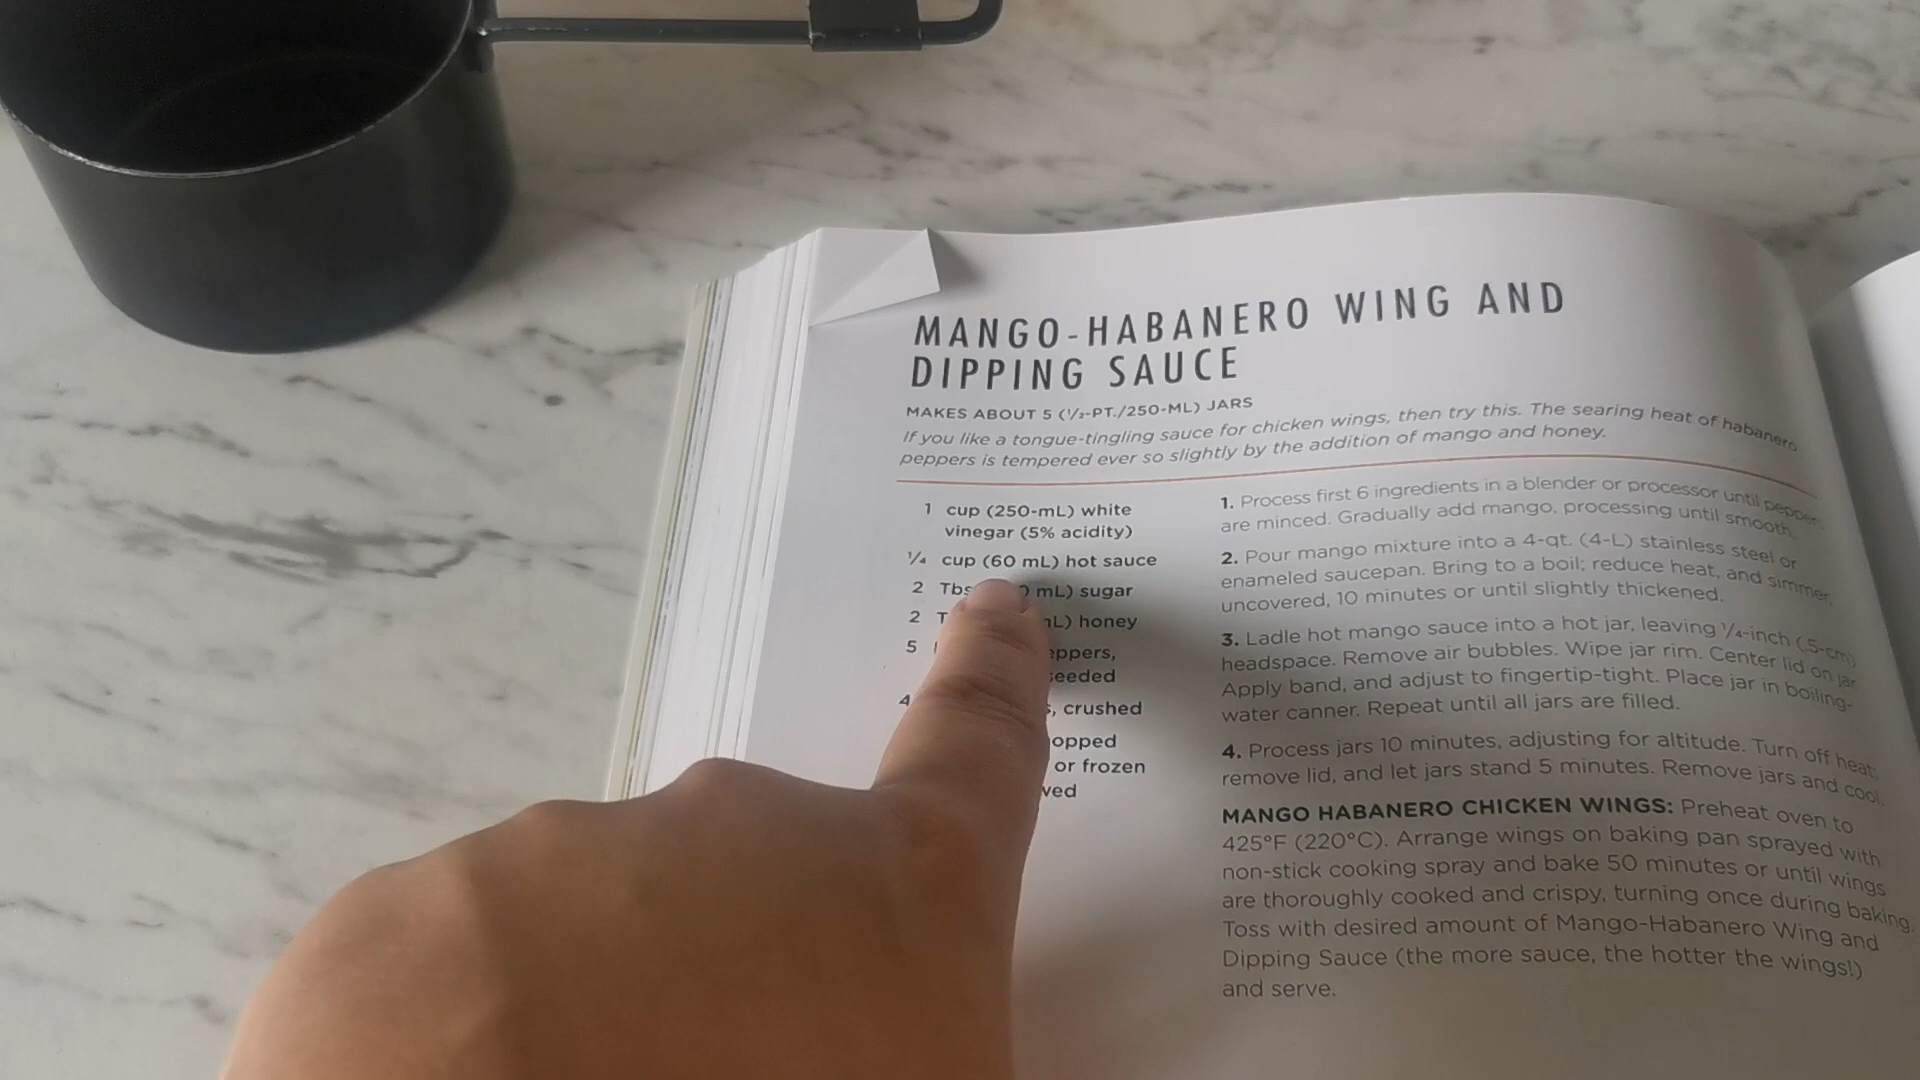 MANGO-HABANERO WING AND
DIPPING SAUCE
MAKES ABOUT 5 (½-PT./250-ML) JARS
If you like a tongue-tingling sauce for chicken wings, then try this. The searing heat of habanero
peppers is tempered ever so slightly by the addition of mango and honey.
1 cup (250-mL) white
vinegar (5% acidity)
¼ cup (60 mL) hot sauce
2 mL) sugar
2 honey
5
seeded
4 crushed
or frozen
1. Process first 6 ingredients in a blender or processor until peppers
are minced. Gradually add mango, processing until smooth.
2. Pour mango mixture into a 4-qt. (4-L) stainless steel or
enameled saucepan. Bring to a boil; reduce heat, and simmer,
uncovered, 10 minutes or until slightly thickened.
3. Ladle hot mango sauce into a hot jar, leaving ¼-inch (.5-cm)
headspace. Remove air bubbles. Wipe jar rim. Center lid on jar
Apply band, and adjust to fingertip-tight. Place jar in boiling-
water canner. Repeat until all jars are filled.
4. Process jars 10 minutes, adjusting for altitude. Turn off heat;
remove lid, and let jars stand 5 minutes. Remove jars and cool.
MANGO HABANERO CHICKEN WINGS: Preheat oven to
425°F (220°C). Arrange wings on baking pan sprayed with
non-stick cooking spray and bake 50 minutes or until wings
are thoroughly cooked and crispy, turning once during baking.
Toss with desired amount of Mango-Habanero Wing and
Dipping Sauce (the more sauce, the hotter the wings!)
and serve.